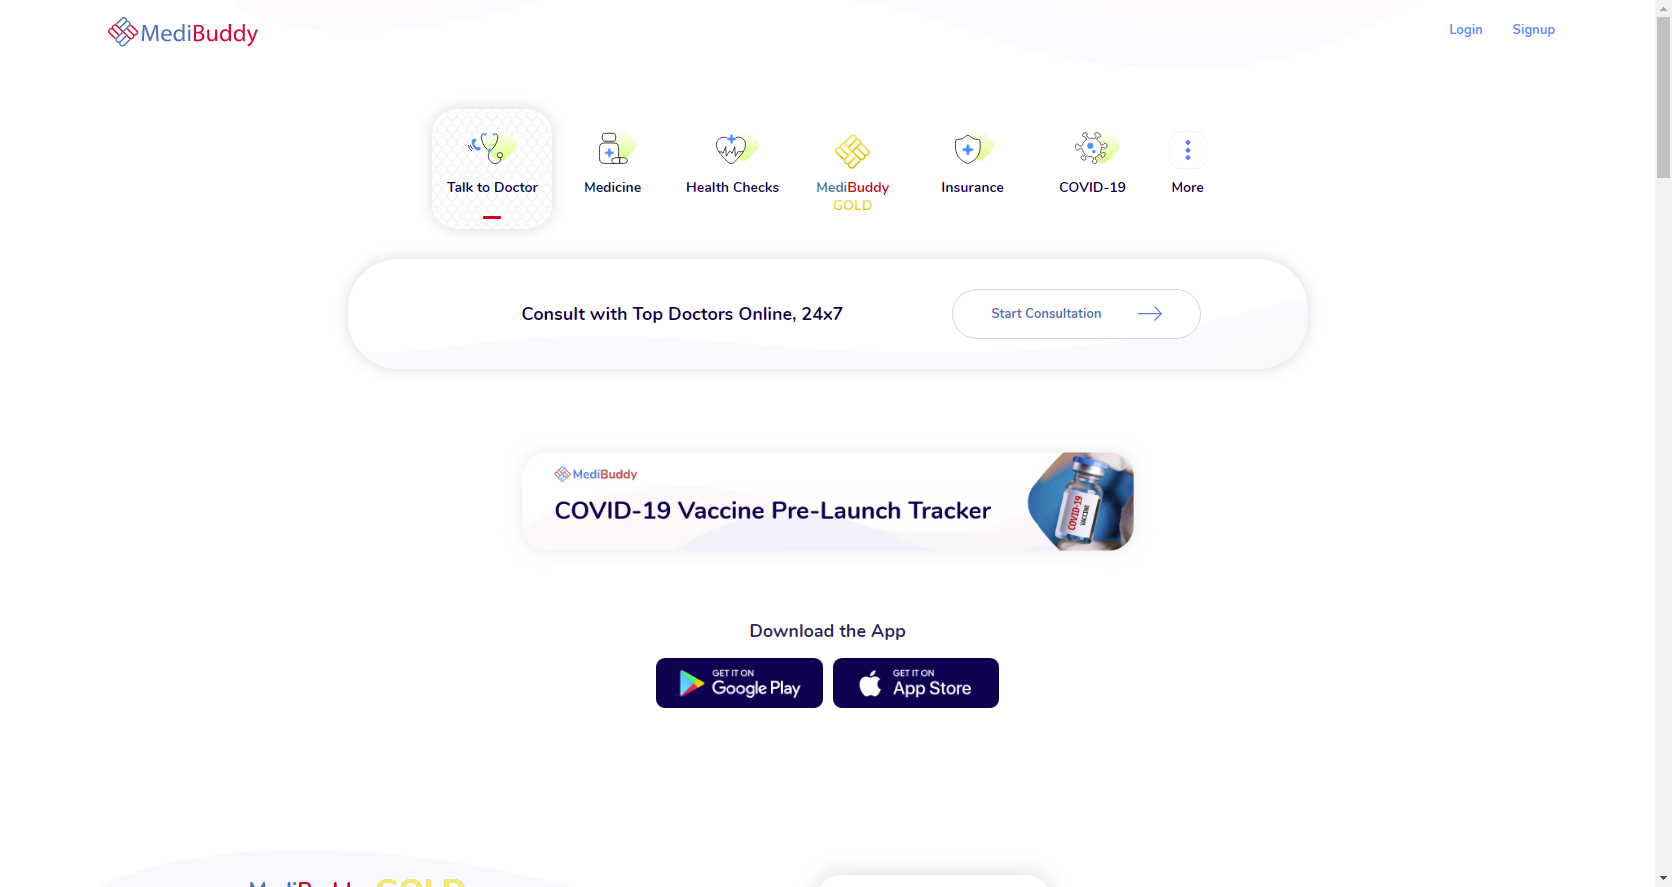 MediBuddy
Login
Signup
Talk to Doctor
Medicine
Health Checks
MediBuddy
GOLD
Insurance
COVID-19
More
Consult with Top Doctors Online, 24x7
Start Consultation
MediBuddy
COVID-19 Vaccine Pre-Launch Tracker
COVID-19
VACCINE
Download the App
GET IT ON
Google Play
GET IT ON
App Store
MediBuddy GOLD